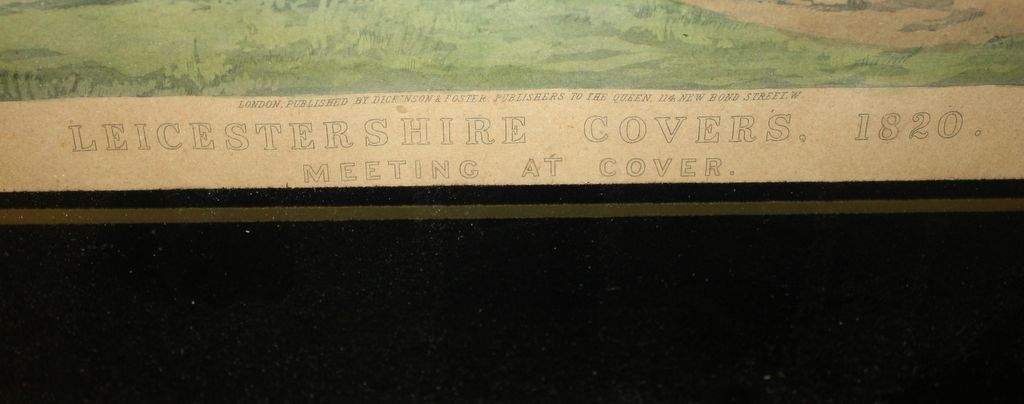 LONDON, PUBLISHED BY DICKINSON & FOSTER. PUBLISHERS TO THE QUEEN, 114, NEW BOND STREET, W.
LEICESTERSHIRE COVERS, 1820.
MEETING AT COVER.